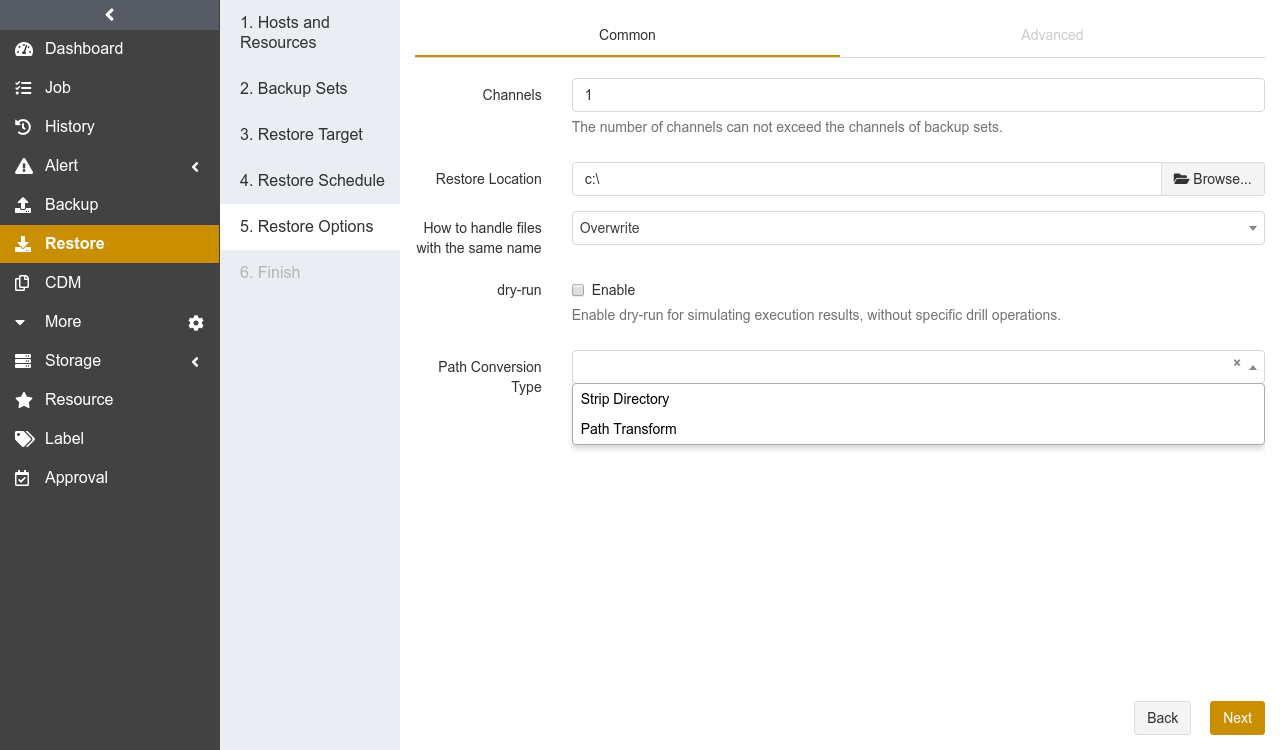 Dashboard
Job
History
Alert
Backup
Restore
CDM
More
Storage
Resource
Label
Approval
1. Hosts and
Resources
2. Backup Sets
3. Restore Target
4. Restore Schedule
5. Restore Options
6. Finish
Common
Advanced
Channels
1
The number of channels can not exceed the channels of backup sets.
Restore Location
c:\
Browse...
How to handle files
with the same name
Overwrite
dry-run
Enable
Enable dry-run for simulating execution results, without specific drill operations.
Path Conversion
Type
×
Strip Directory
Path Transform
Back
Next